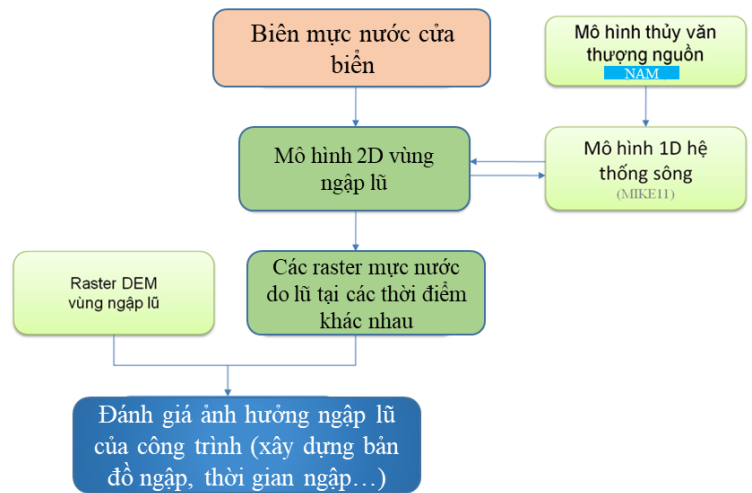 Biên mực nước cửa
biển
Mô hình thủy văn
thượng nguồn
NAM
Mô hình 2D vùng
ngập lũ
Mô hình 1D hệ
thống sông
(MIKE11)
Raster DEM
vùng ngập lũ
Các raster mực nước
do lũ tại các thời điểm
khác nhau
Đánh giá ảnh hưởng ngập lũ
của công trình (xây dựng bản
đồ ngập, thời gian ngập…)